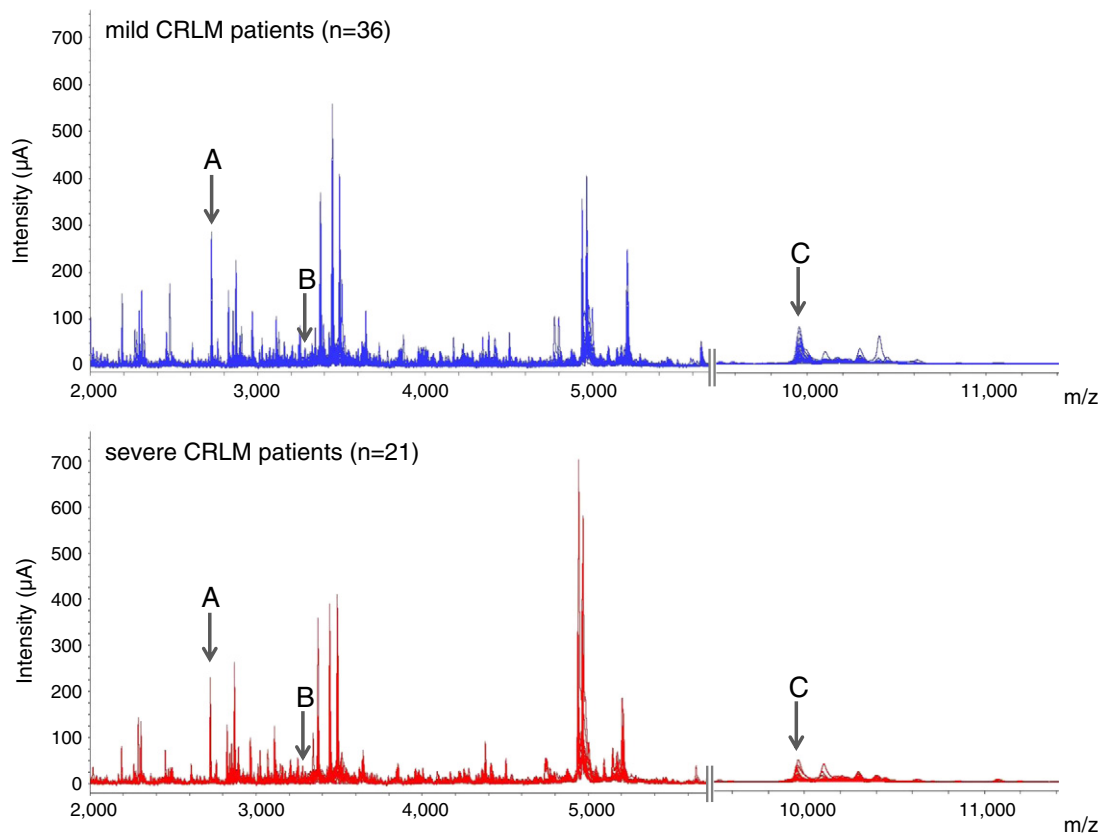 mild CRLM patients (n=36)
700
600
500
400
300
200
100
0
Intensity (µA)
A
B
C
2,000 3,000 4,000 5,000 10,000 11,000 m/z
severe CRLM patients (n=21)
700
600
500
400
300
200
100
0
Intensity (µA)
A
B
C
2,000 3,000 4,000 5,000 10,000 11,000
m/z